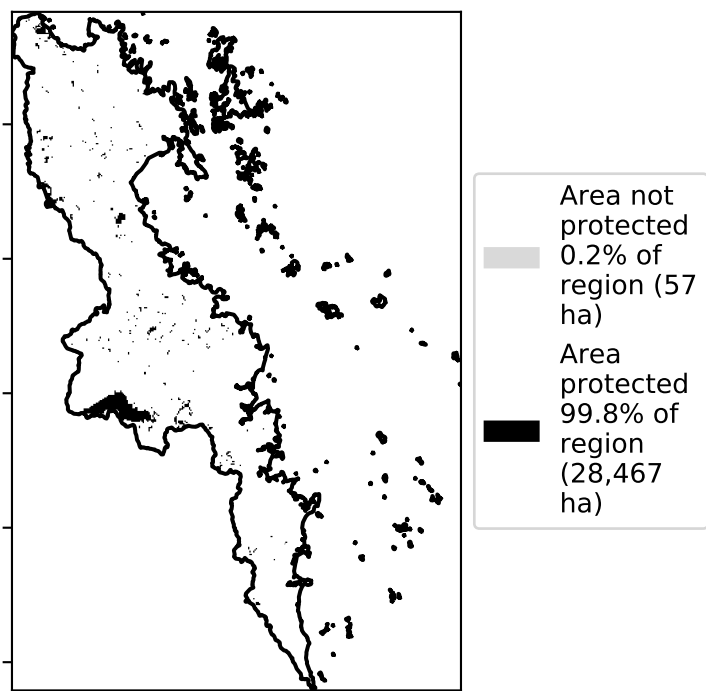 Area not
protected
0.2% of
region (57
ha)
Area
protected
99.8% of
region
(28,467
ha)